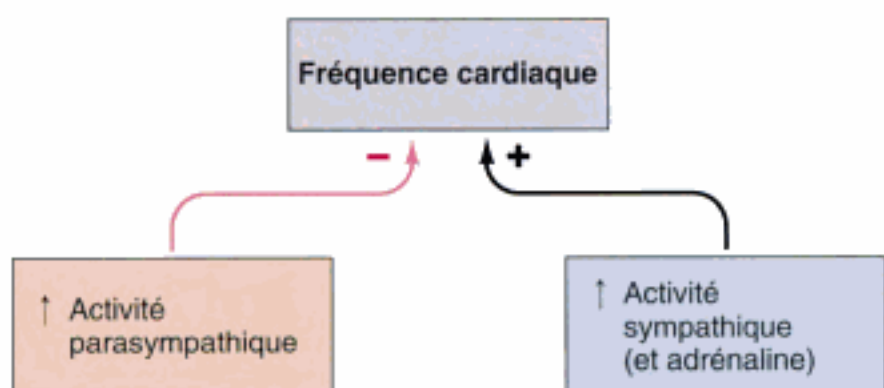 Fréquence cardiaque
− +
↑ Activité
parasympathique
↑ Activité
sympathique
(et adrénaline)